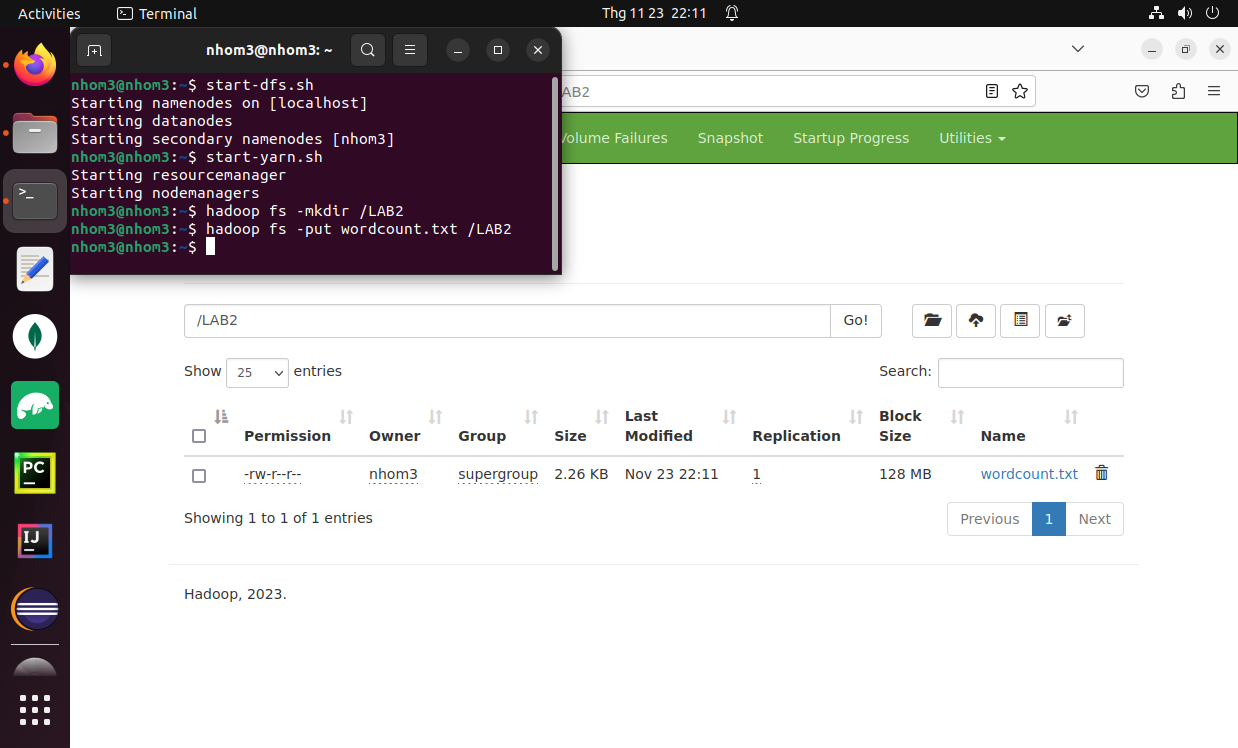 Activities
Terminal
Thg 11 23 22:11
nhom3@nhom3: ~
nhom3@nhom3:~$ start-dfs.sh
Starting namenodes on [localhost]
Starting datanodes
Starting secondary namenodes [nhom3]
nhom3@nhom3:~$ start-yarn.sh
Starting resourcemanager
Starting nodemanagers
nhom3@nhom3:~$ hadoop fs -mkdir /LAB2
nhom3@nhom3:~$ hadoop fs -put wordcount.txt /LAB2
nhom3@nhom3:~$
AB2
Volume Failures
Snapshot
Startup Progress
Utilities
/LAB2
Go!
Show 25 entries
Search:
Permission Owner Group Size Last Modified Replication Block Size Name
-rw-r--r-- nhom3 supergroup 2.26 KB Nov 23 22:11 1 128 MB wordcount.txt
Showing 1 to 1 of 1 entries
Previous 1 Next
Hadoop, 2023.
>_
PC
IJ